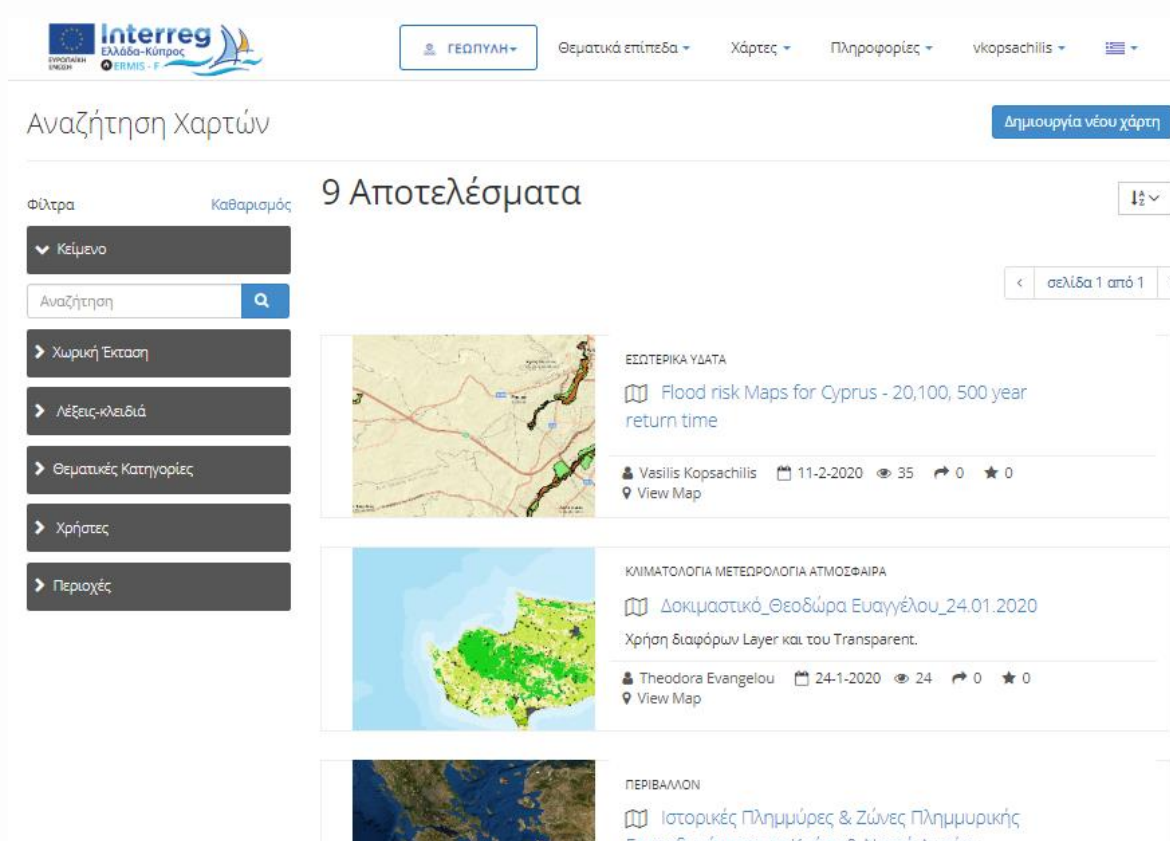 Interreg
Ελλάδα-Κύπρος
ΕΥΡΩΠΑΪΚΗ ΕΝΩΣΗ
ERMIS - F
ΓΕΩΠΥΛΗ
Θεματικά επίπεδα
Χάρτες
Πληροφορίες
vkopsachilis
Αναζήτηση Χαρτών
Δημιουργία νέου χάρτη
Φίλτρα
Καθαρισμός
Κείμενο
Αναζήτηση
Χωρική Έκταση
Λέξεις-κλειδιά
Θεματικές Κατηγορίες
Χρήστες
Περιοχές
9 Αποτελέσματα
σελίδα 1 από 1
ΕΣΩΤΕΡΙΚΑ ΥΔΑΤΑ
Flood risk Maps for Cyprus - 20,100, 500 year
return time
Vasilis Kopsachilis 11-2-2020 35 0 0
View Map
ΚΛΙΜΑΤΟΛΟΓΙΑ ΜΕΤΕΩΡΟΛΟΓΙΑ ΑΤΜΟΣΦΑΙΡΑ
Δοκιμαστικό_Θεοδώρα Ευαγγέλου_24.01.2020
Χρήση διαφόρων Layer και του Transparent.
Theodora Evangelou 24-1-2020 24 0 0
View Map
ΠΕΡΙΒΑΛΛΟΝ
Ιστορικές Πλημμύρες & Ζώνες Πλημμυρικής